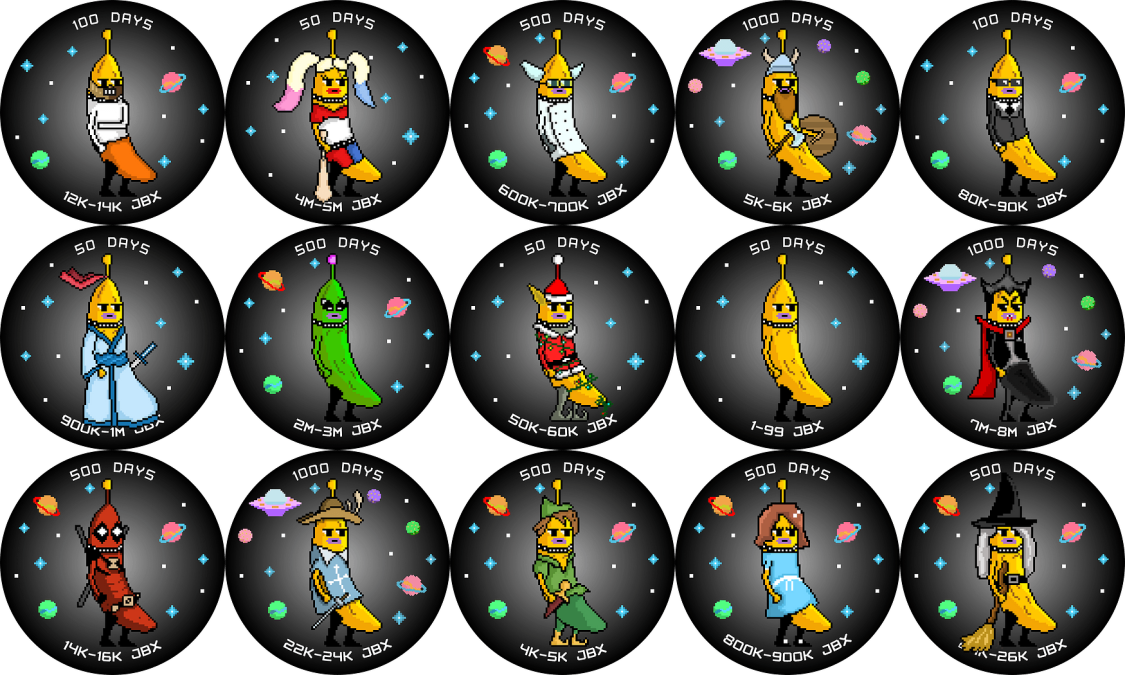 100 DAYS
12K-14K JBX
50 DAYS
4M-5M JBX
500 DAYS
600K-700K JBX
1000 DAYS
5K-6K JBX
100 DAYS
80K-90K JBX
50 DAYS
900K-1M JBX
500 DAYS
2M-3M JBX
50 DAYS
50K-60K JBX
50 DAYS
1-99 JBX
1000 DAYS
7M-8M JBX
500 DAYS
14K-16K JBX
1000 DAYS
22K-24K JBX
500 DAYS
4K-5K JBX
500 DAYS
800K-900K JBX
500 DAYS
K-26K JBX